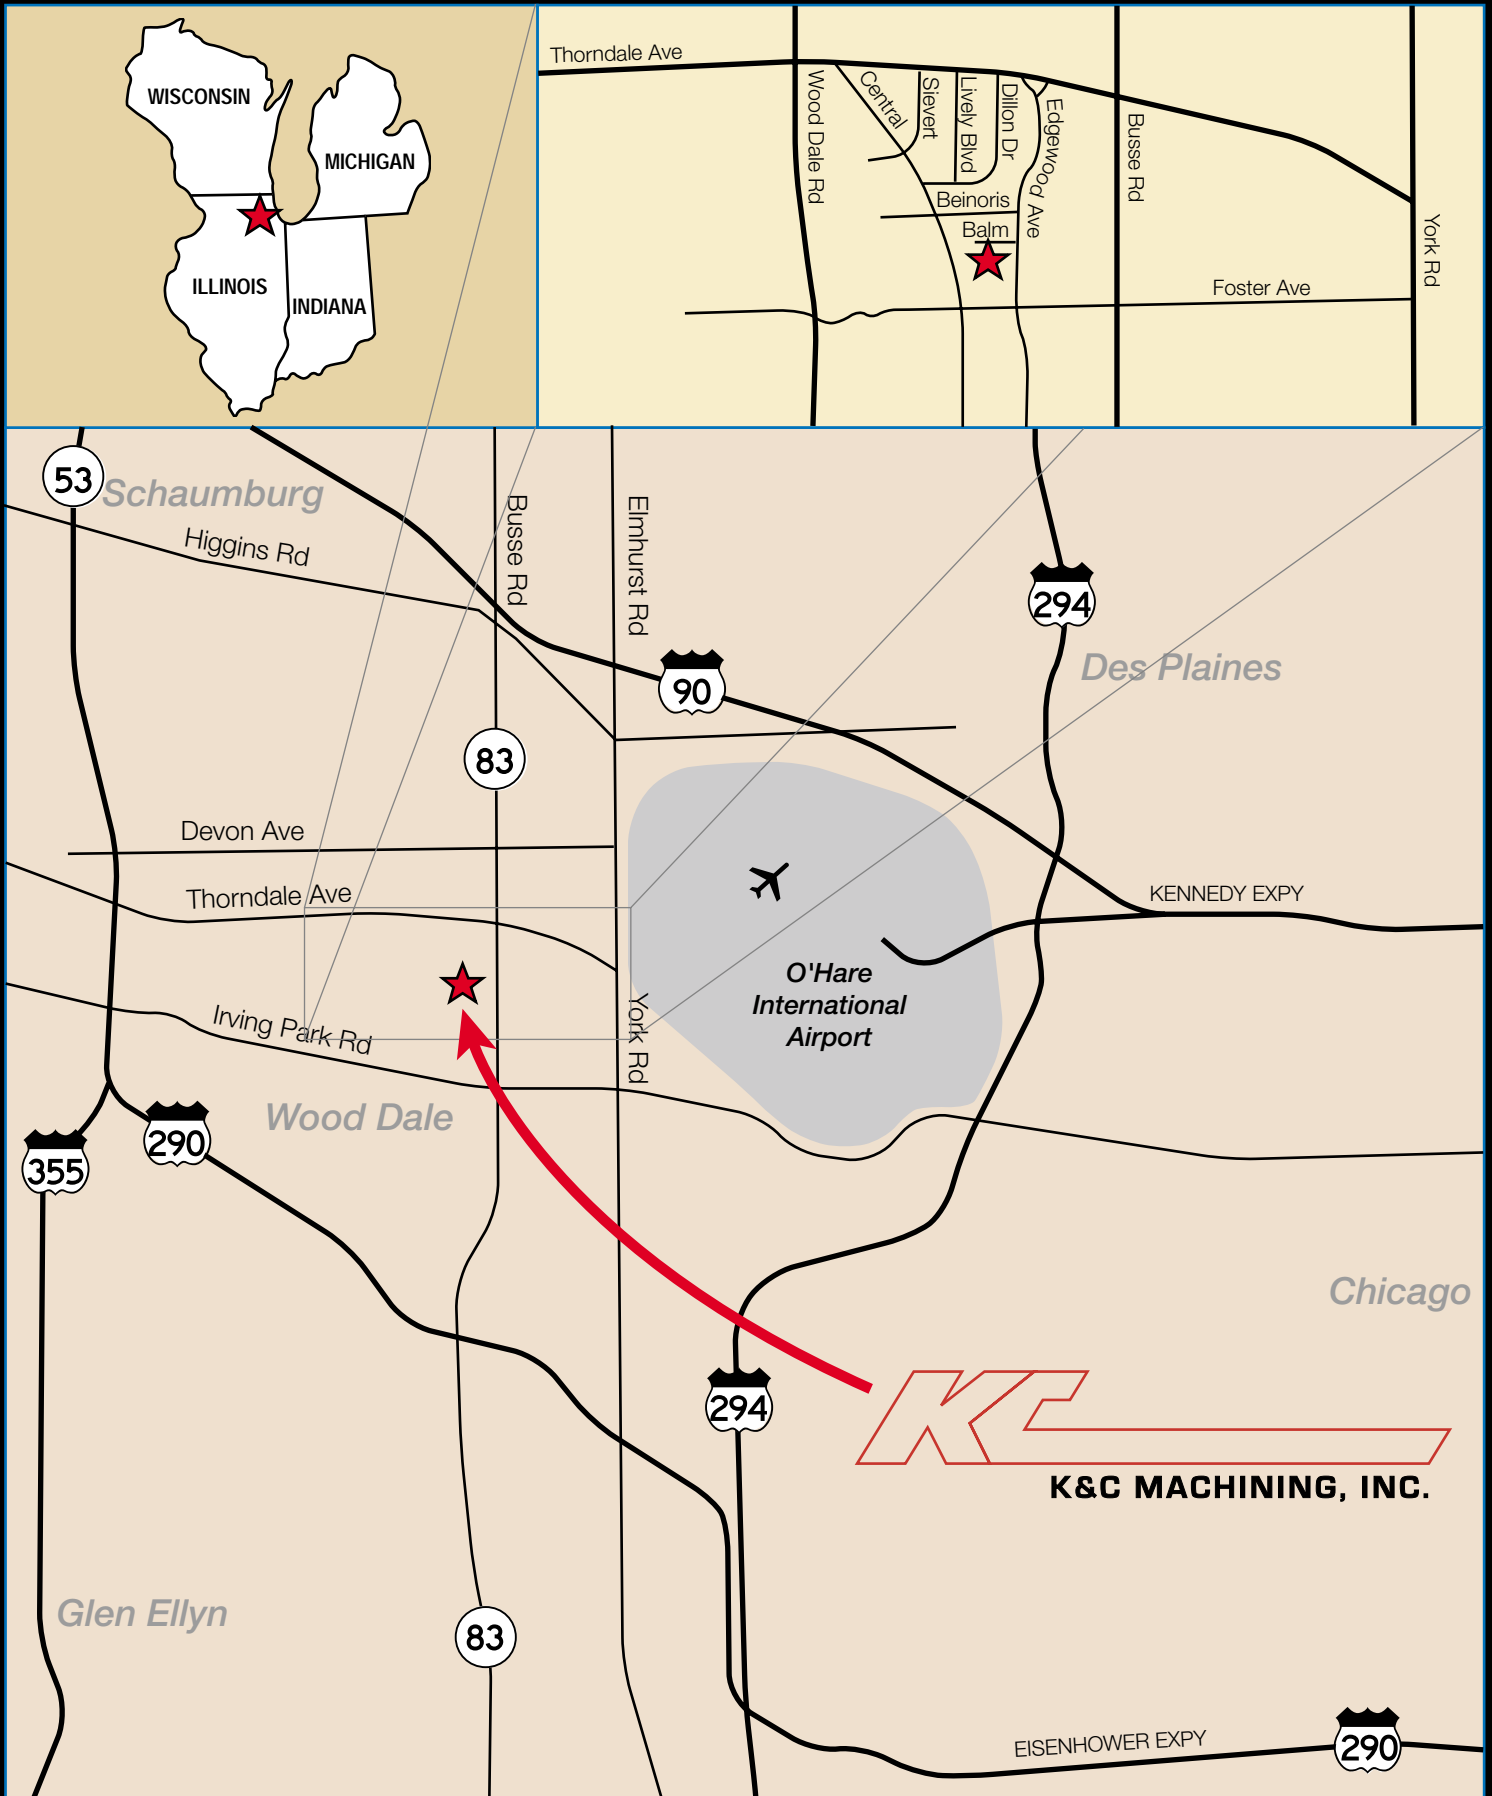 WISCONSIN
MICHIGAN
ILLINOIS
INDIANA
Thorndale Ave
Wood Dale Rd
Central
Sievert
Lively Blvd
Dillon Dr
Edgewood Ave
Busse Rd
York Rd
Beinoris
Balm
Foster Ave
53
Schaumburg
Higgins Rd
Busse Rd
Elmhurst Rd
294
Des Plaines
90
83
Devon Ave
Thorndale Ave
KENNEDY EXPY
O'Hare
International
Airport
Irving Park Rd
York Rd
Wood Dale
290
355
Chicago
294
K&C MACHINING, INC.
Glen Ellyn
83
EISENHOWER EXPY
290